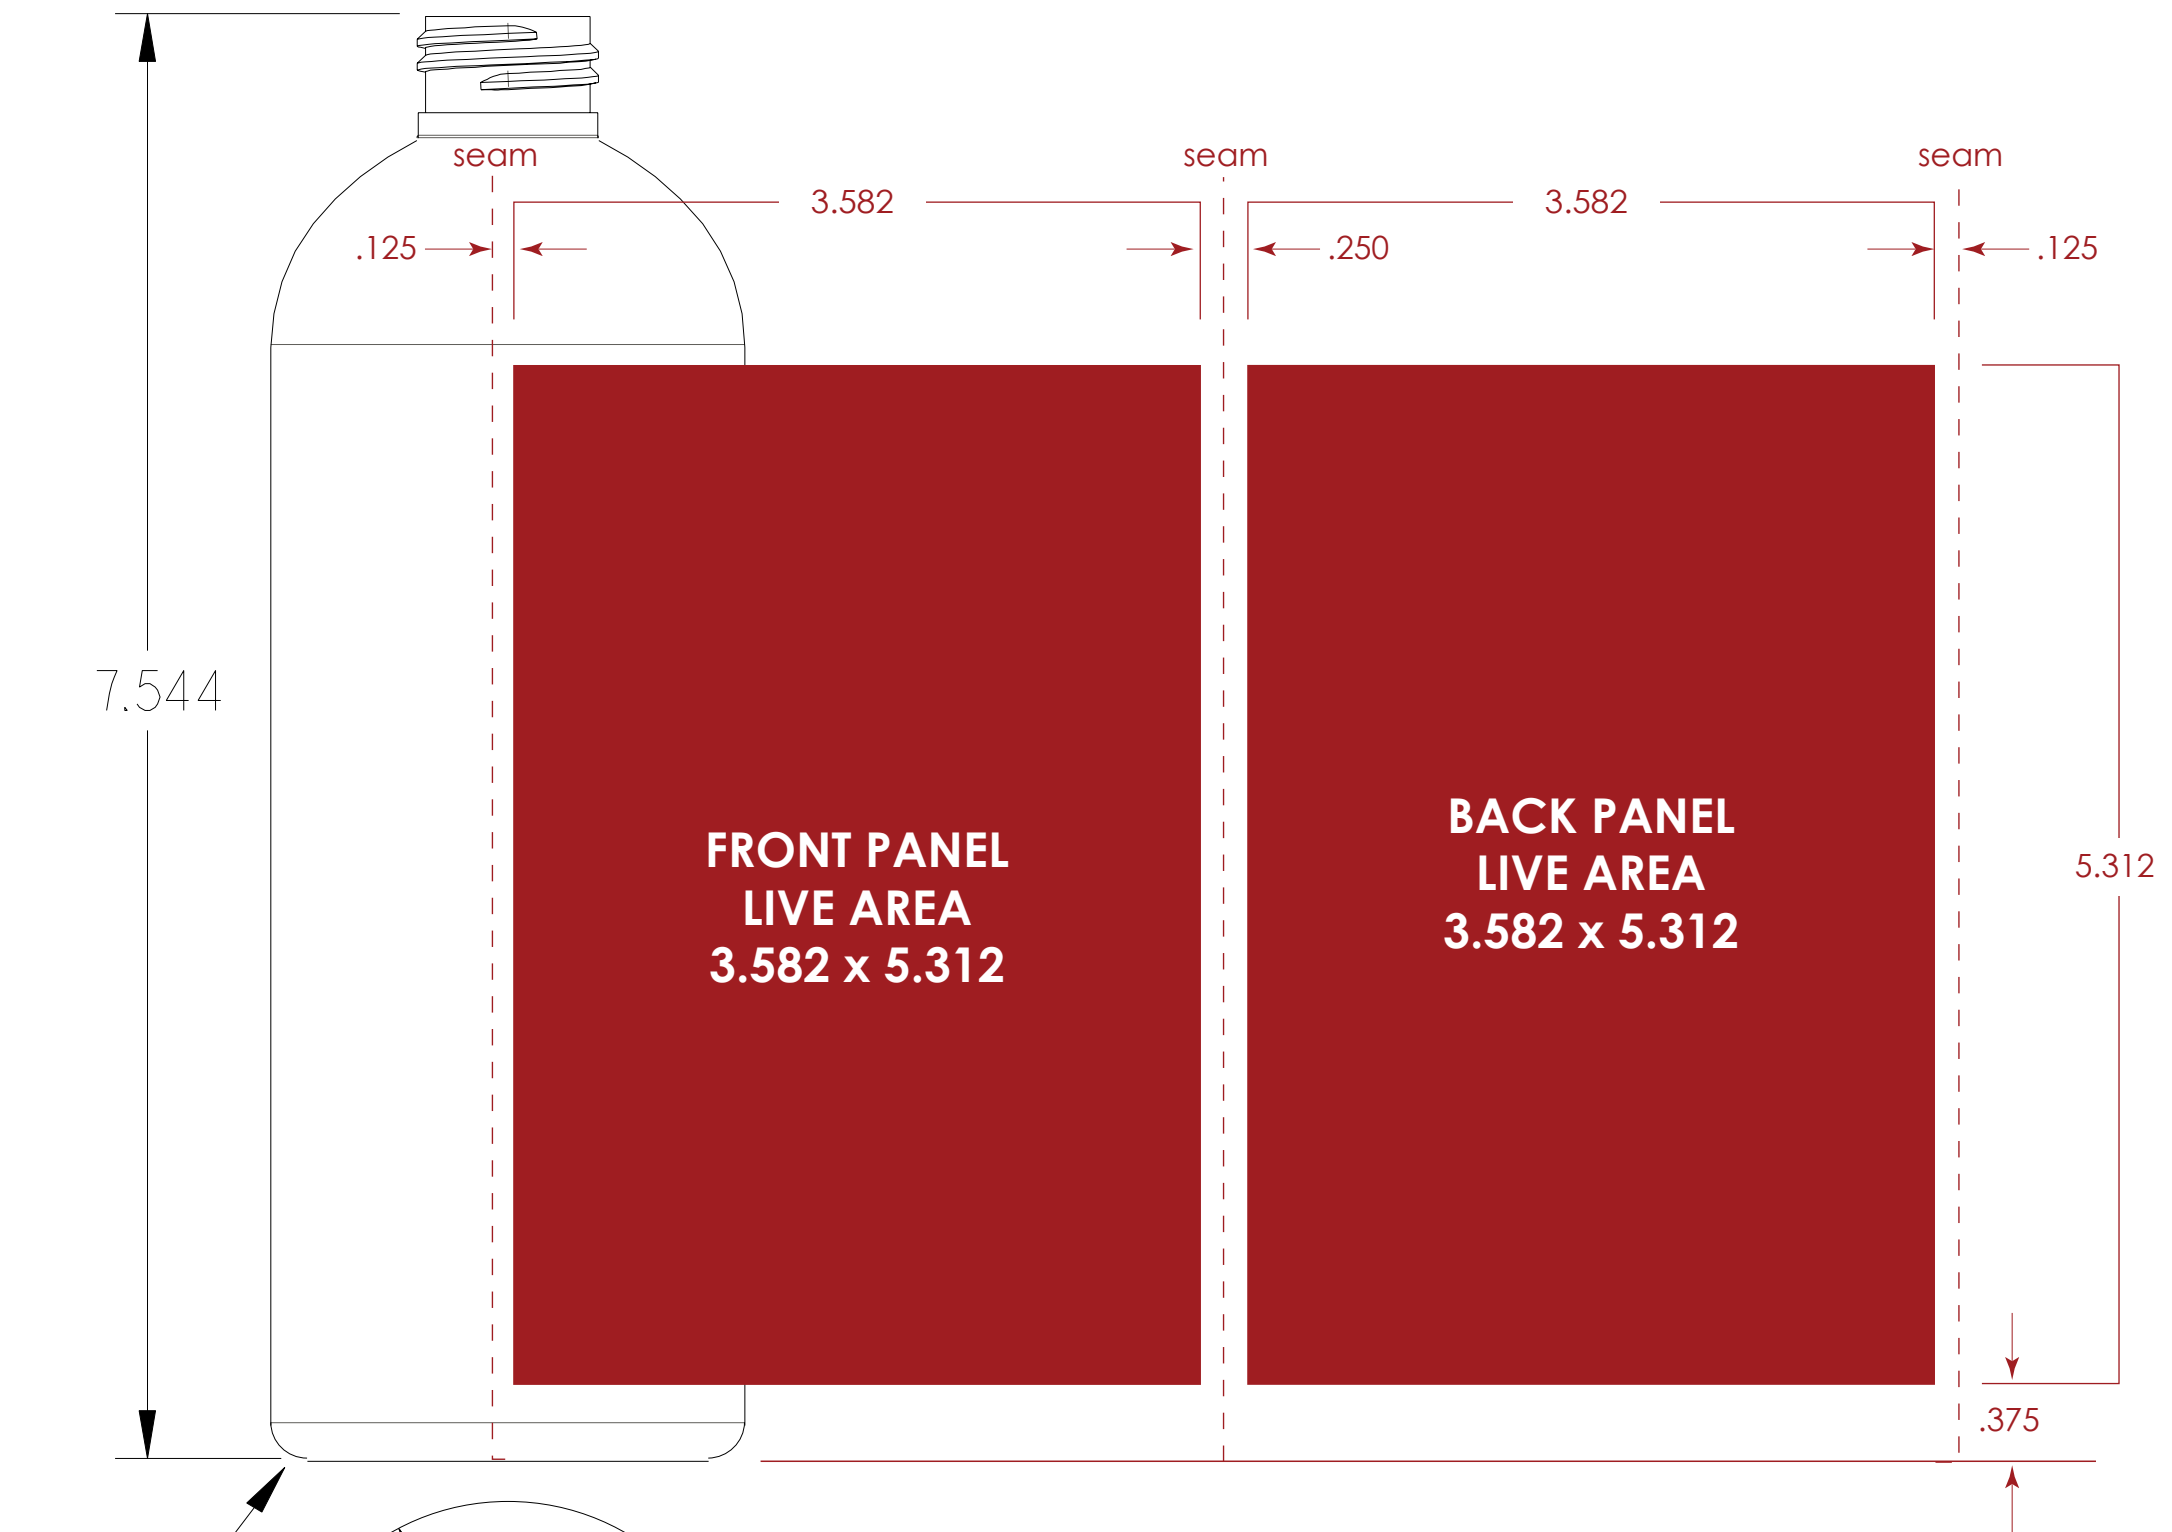 seam
seam
seam
3.582
3.582
.125
.250
.125
7.544
FRONT PANEL
LIVE AREA
3.582 x 5.312
BACK PANEL
LIVE AREA
3.582 x 5.312
5.312
.375